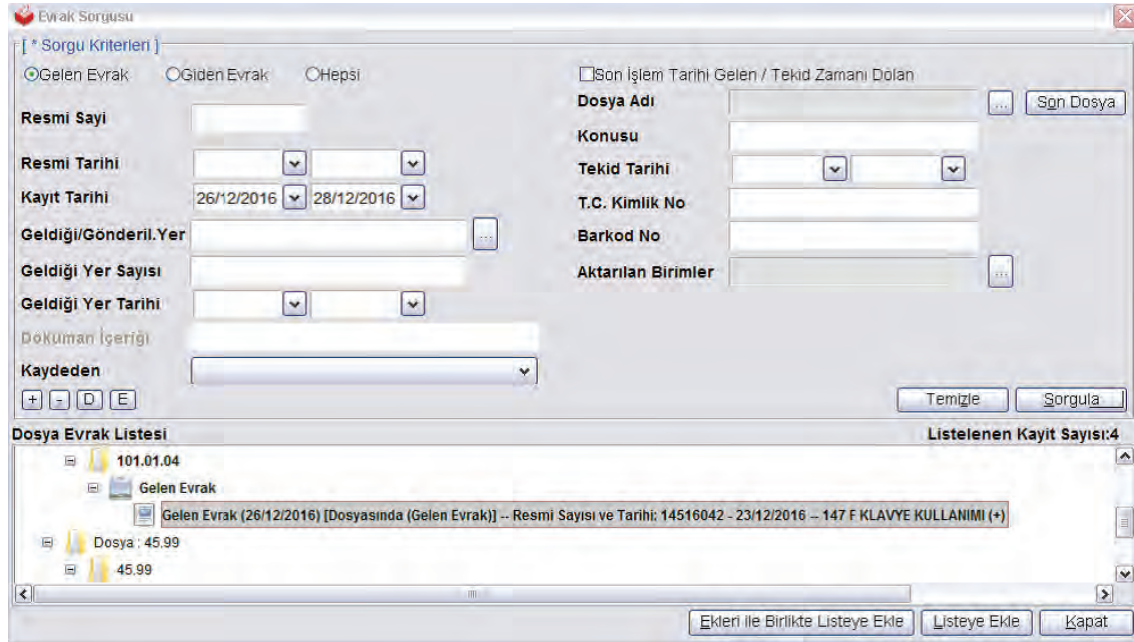 Evrak Sorgusu
[ * Sorgu Kriterleri ]
Gelen Evrak Giden Evrak Hepsi
Son İşlem Tarihi Gelen / Tekid Zamanı Dolan
Resmi Sayi
Dosya Adı ... Son Dosya
Konusu
Resmi Tarihi
Tekid Tarihi
Kayıt Tarihi 26/12/2016 28/12/2016
T.C. Kimlik No
Geldiği/Gönderil.Yer ...
Barkod No
Geldiği Yer Sayısı
Aktarılan Birimler ...
Geldiği Yer Tarihi
Dokuman İçeriği
Kaydeden
+ - D E
Temizle Sorgula
Dosya Evrak Listesi Listelenen Kayit Sayısı:4
101.01.04
Gelen Evrak
Gelen Evrak (26/12/2016) [Dosyasında (Gelen Evrak)] -- Resmi Sayısı ve Tarihi: 14516042 - 23/12/2016 -- 147 F KLAVYE KULLANIMI (+)
Dosya : 45.99
45.99
Ekleri ile Birlikte Listeye Ekle Listeye Ekle Kapat